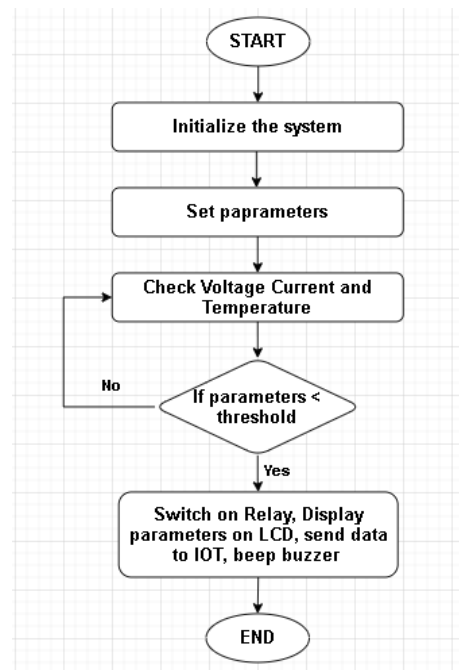 START
Initialize the system
Set paprameters
Check Voltage Current and
Temperature
If parameters <
threshold
No
Yes
Switch on Relay, Display
parameters on LCD, send data
to IOT, beep buzzer
END